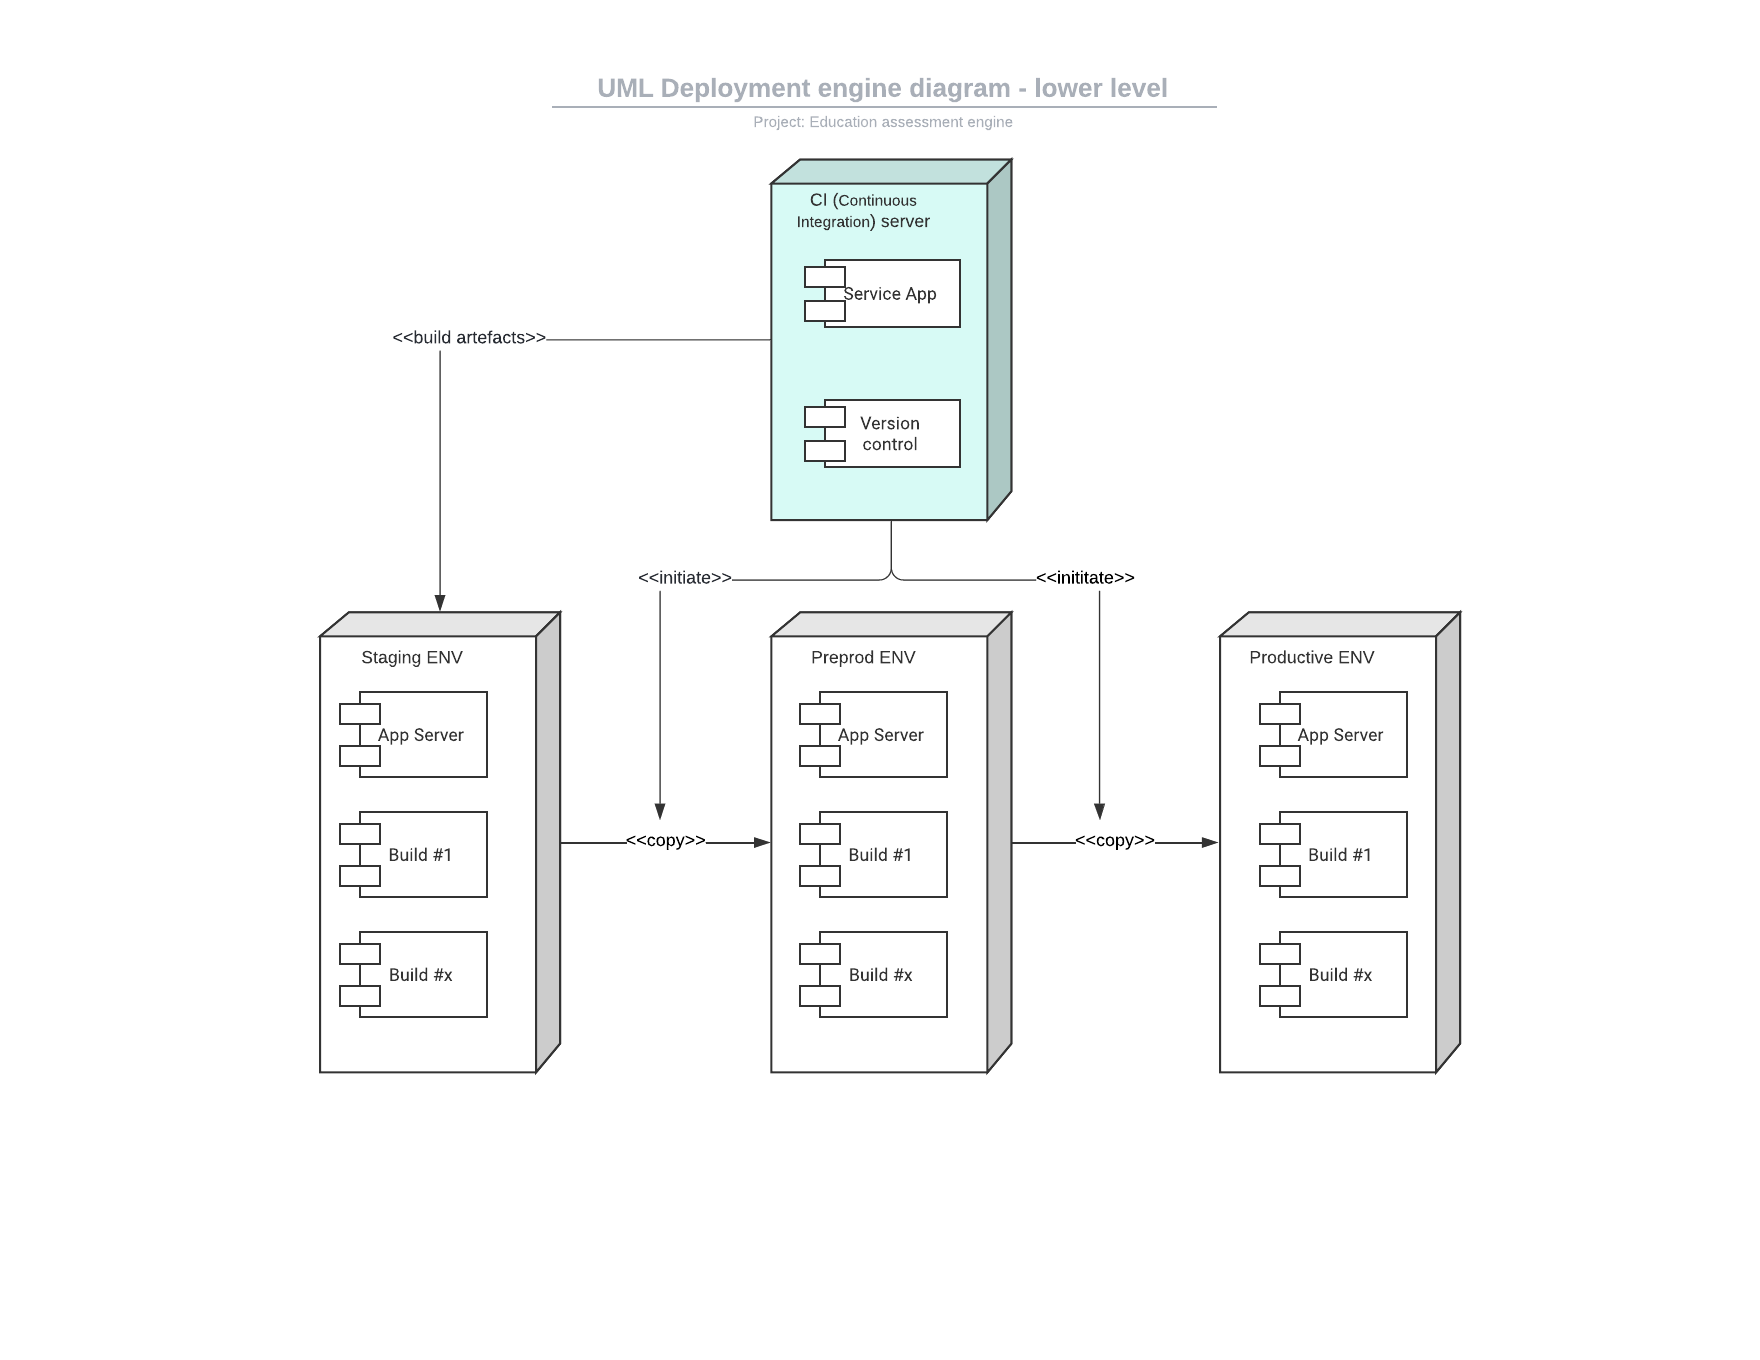 UML Deployment engine diagram - lower level
Project: Education assessment engine
CI (Continuous
Integration) server
Service App
<<build artefacts>>
Version
control
<<initiate>>
<<inititate>>
Staging ENV
App Server
Build #1
Build #x
<<copy>>
Preprod ENV
App Server
Build #1
Build #x
<<copy>>
Productive ENV
App Server
Build #1
Build #x